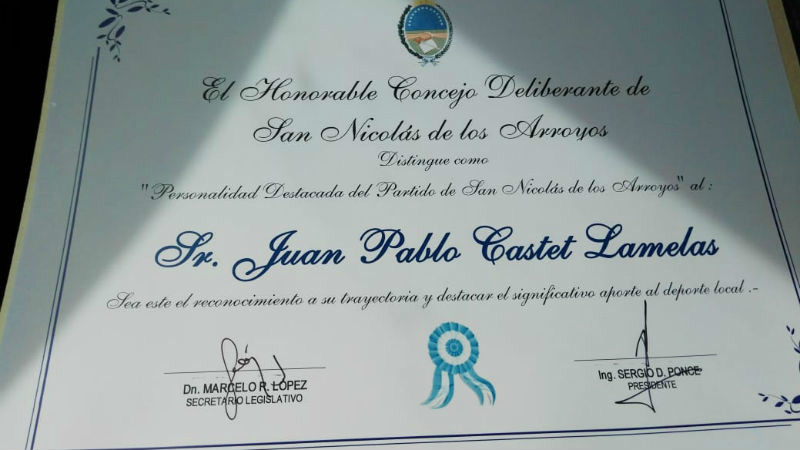 El Honorable Concejo Deliberante de
San Nicolás de los Arroyos
Distingue como
"Personalidad Destacada del Partido de San Nicolás de los Arroyos" al :
Sr. Juan Pablo Castet Lamelas
Sea este el reconocimiento a su trayectoria y destacar el significativo aporte al deporte local .-
Dn. MARCELO R. LÓPEZ
SECRETARIO LEGISLATIVO
Ing. SERGIO D. PONCE
PRESIDENTE